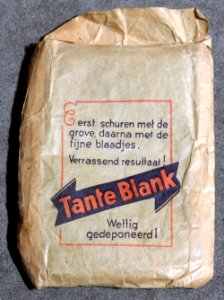 Eerst schuren met de
grove, daarna met de
fijne blaadjes.
Verrassend resultaat!
Tante Blank
Wettig
gedeponeerd!